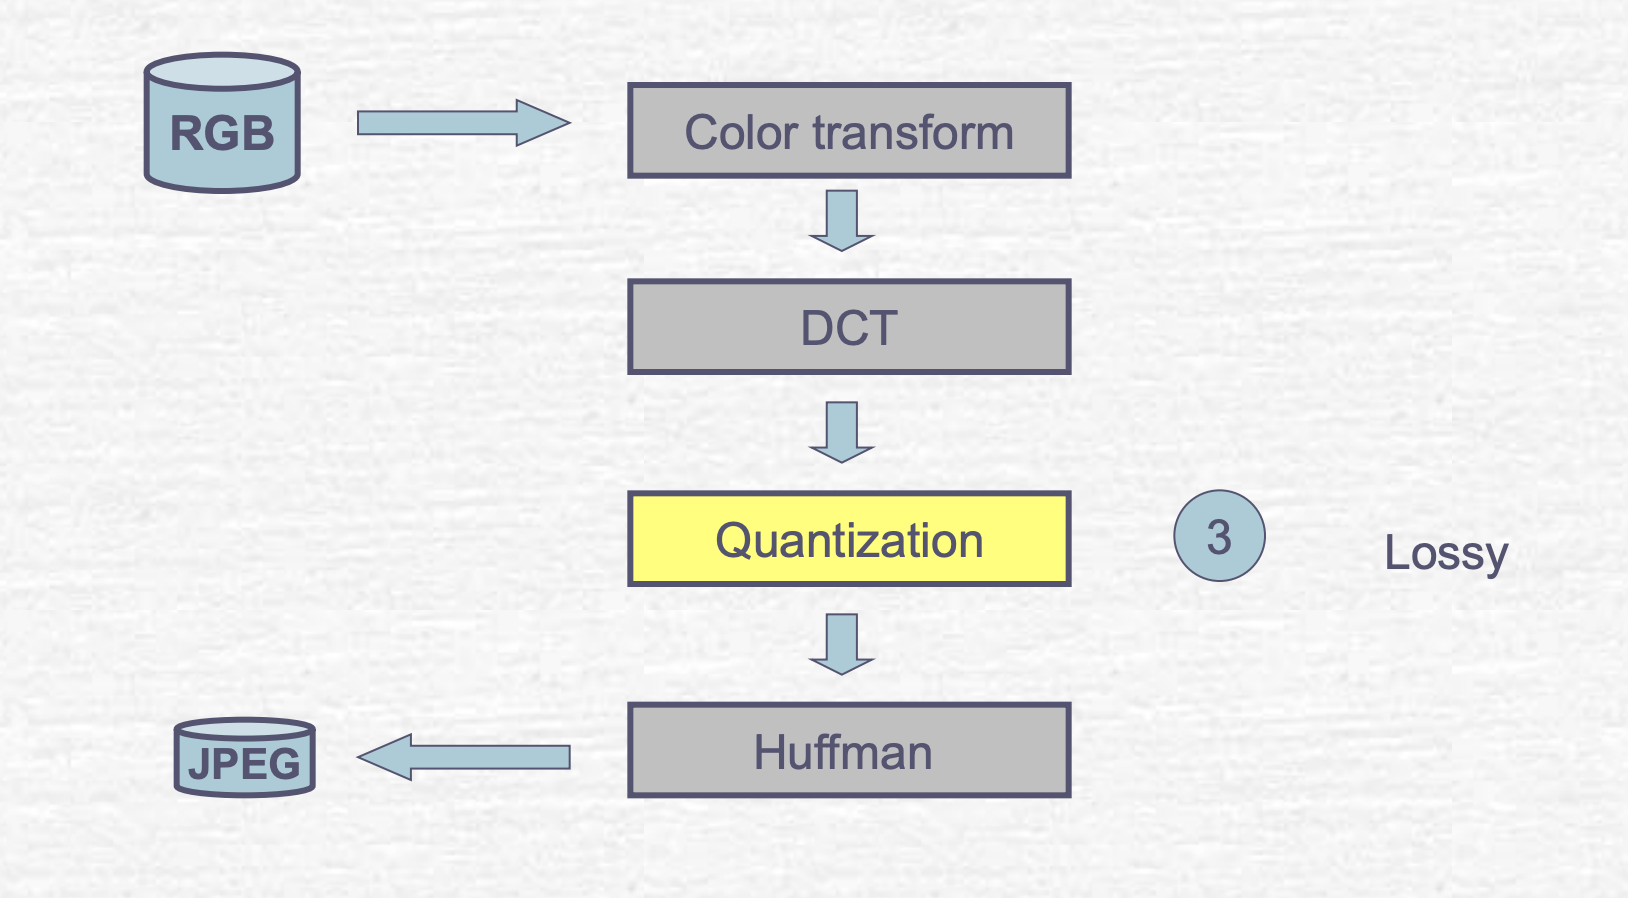 RGB
Color transform
DCT
Quantization
3
Lossy
Huffman
JPEG